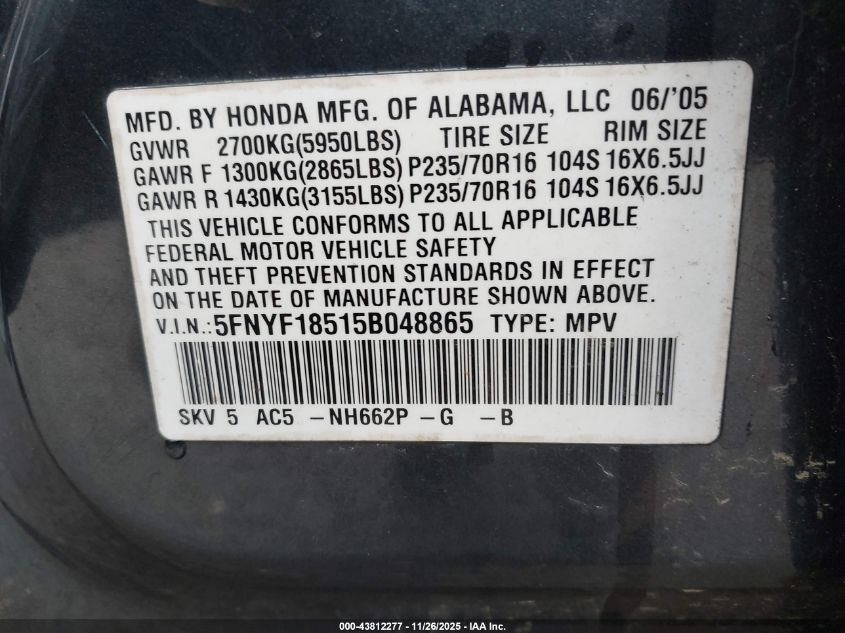 MFD. BY HONDA MFG. OF ALABAMA, LLC 06/'05
GVWR 2700KG(5950LBS) TIRE SIZE RIM SIZE
GAWR F 1300KG(2865LBS) P235/70R16 104S 16X6.5JJ
GAWR R 1430KG(3155LBS) P235/70R16 104S 16X6.5JJ
THIS VEHICLE CONFORMS TO ALL APPLICABLE
FEDERAL MOTOR VEHICLE SAFETY
AND THEFT PREVENTION STANDARDS IN EFFECT
ON THE DATE OF MANUFACTURE SHOWN ABOVE.
V.I.N.: 5FNYF18515B048865 TYPE: MPV
SKV 5 AC5 -NH662P -G -B
000-43812277 - 11/26/2025 - IAA Inc.